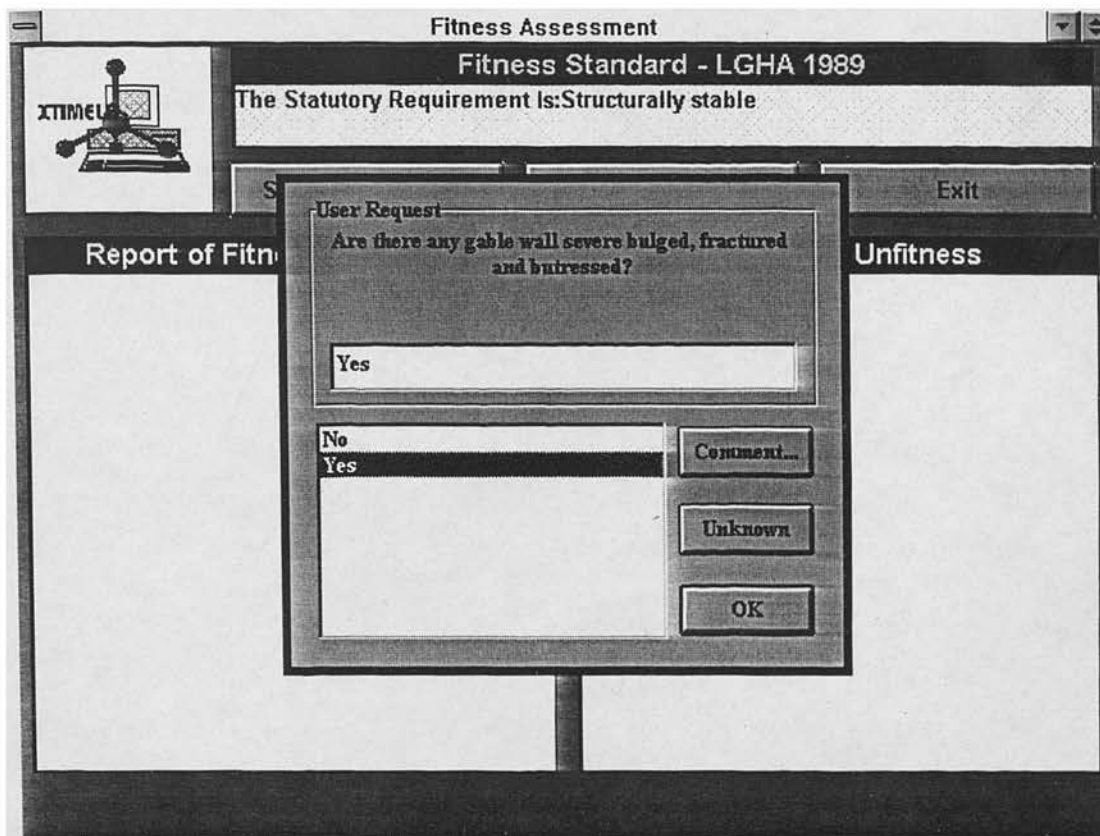 Fitness Assessment
Fitness Standard - LGHA 1989
XTIMEL
The Statutory Requirement Is:Structurally stable
Exit
User Request
Are there any gable wall severe bulged, fractured
and butressed?
Report of
Unfitness
Yes
No
Yes
Comment...
Unknown
OK